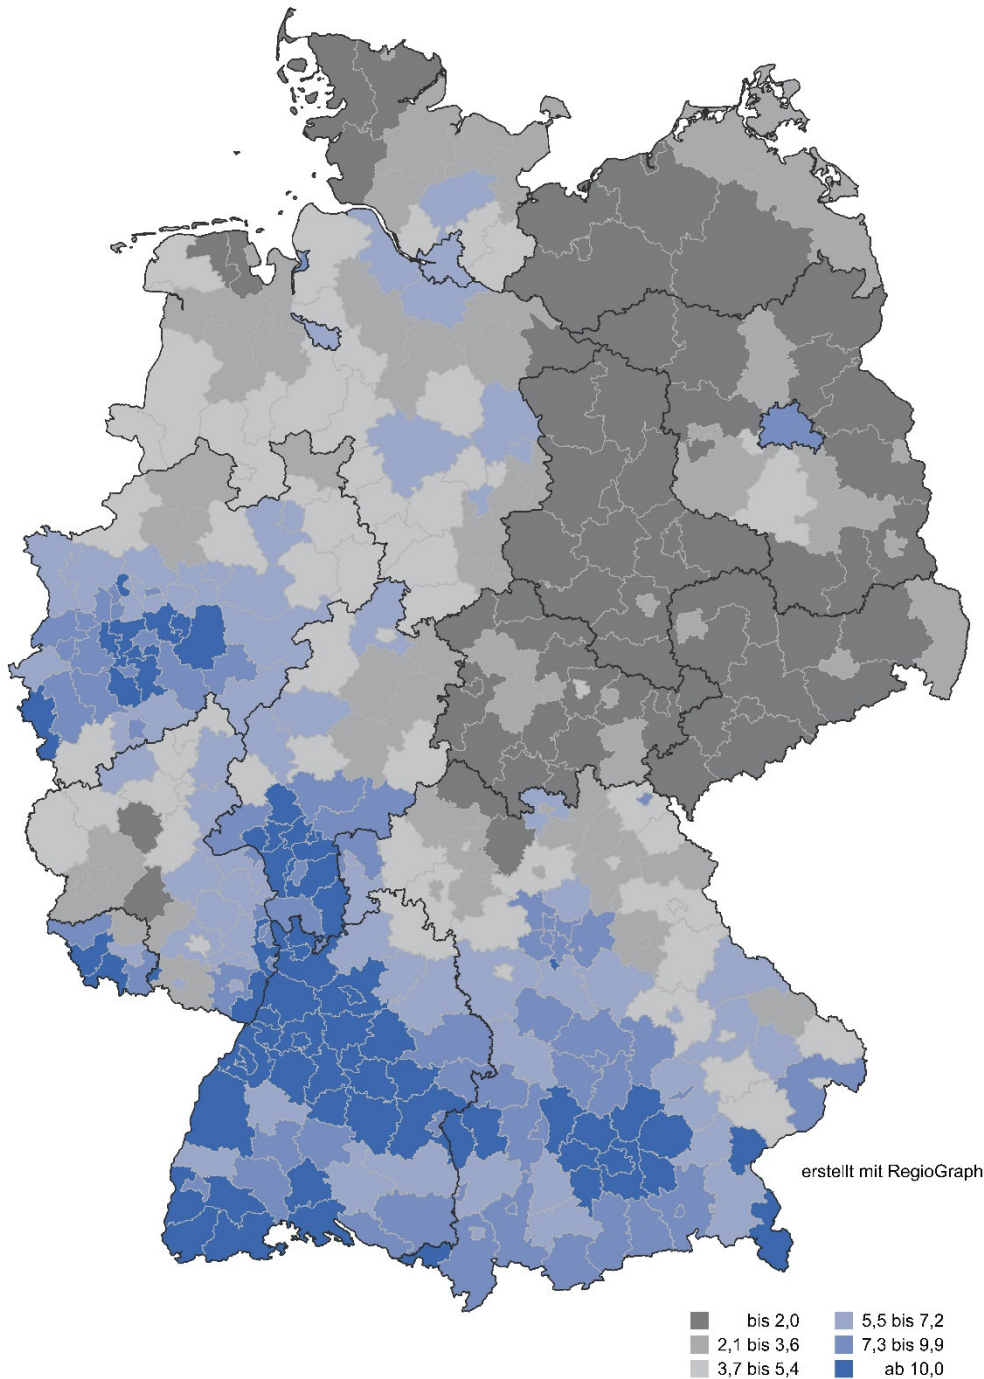 erstellt mit RegioGraph
bis 2,0
5,5 bis 7,2
2,1 bis 3,6
7,3 bis 9,9
3,7 bis 5,4
ab 10,0